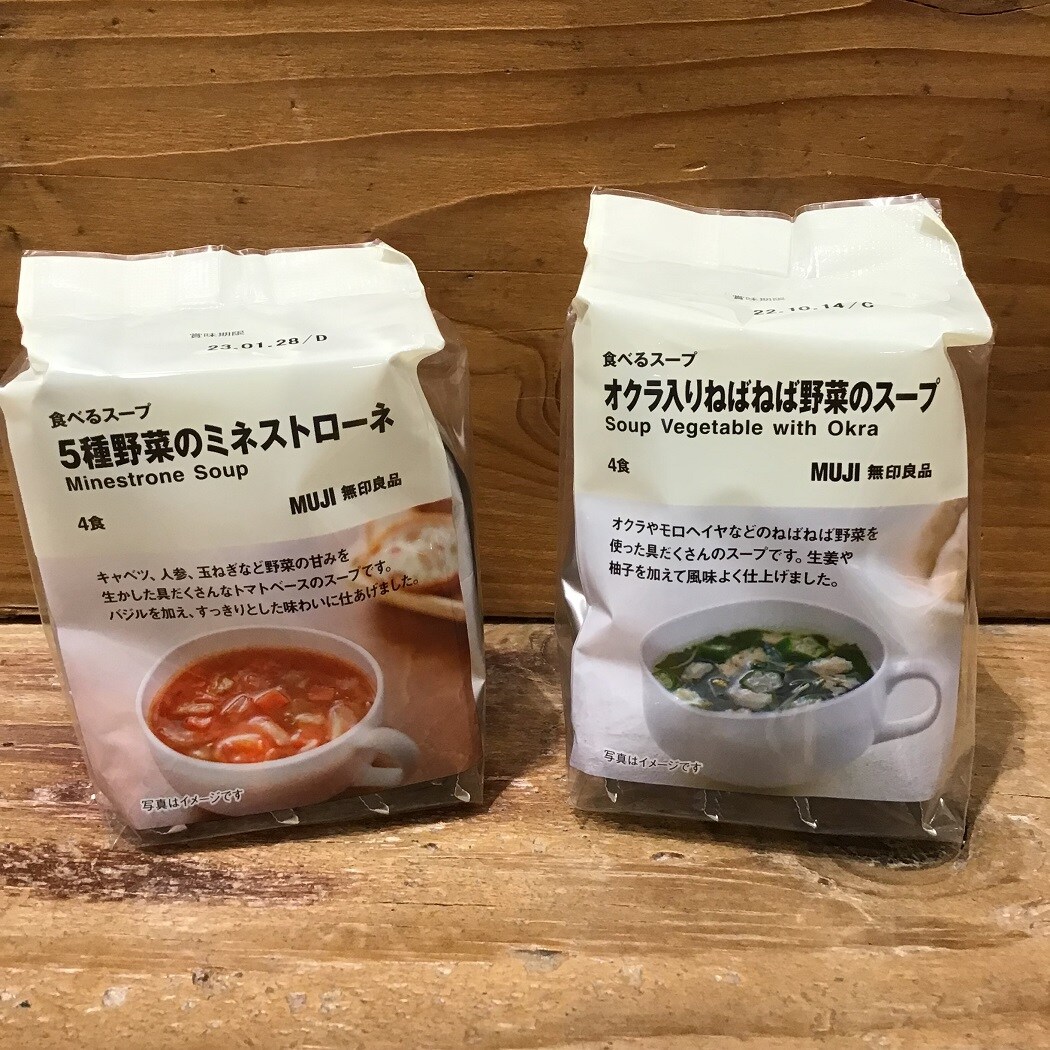 賞味期限
23.01.28/D
食べるスープ
5種野菜のミネストローネ
Minestrone Soup
MUJI 無印良品
4食
キャベツ、人参、玉ねぎなど野菜の甘みを
生かした具だくさんなトマトベースのスープです。
バジルを加え、すっきりとした味わいに仕あげました。
写真はイメージです
賞味期限
22.10.14/C
食べるスープ
オクラ入りねばねば野菜のスープ
Soup Vegetable with Okra
4食
MUJI 無印良品
オクラやモロヘイヤなどのねばねば野菜を
使った具だくさんのスープです。生姜や
柚子を加えて風味よく仕上げました。
写真はイメージです